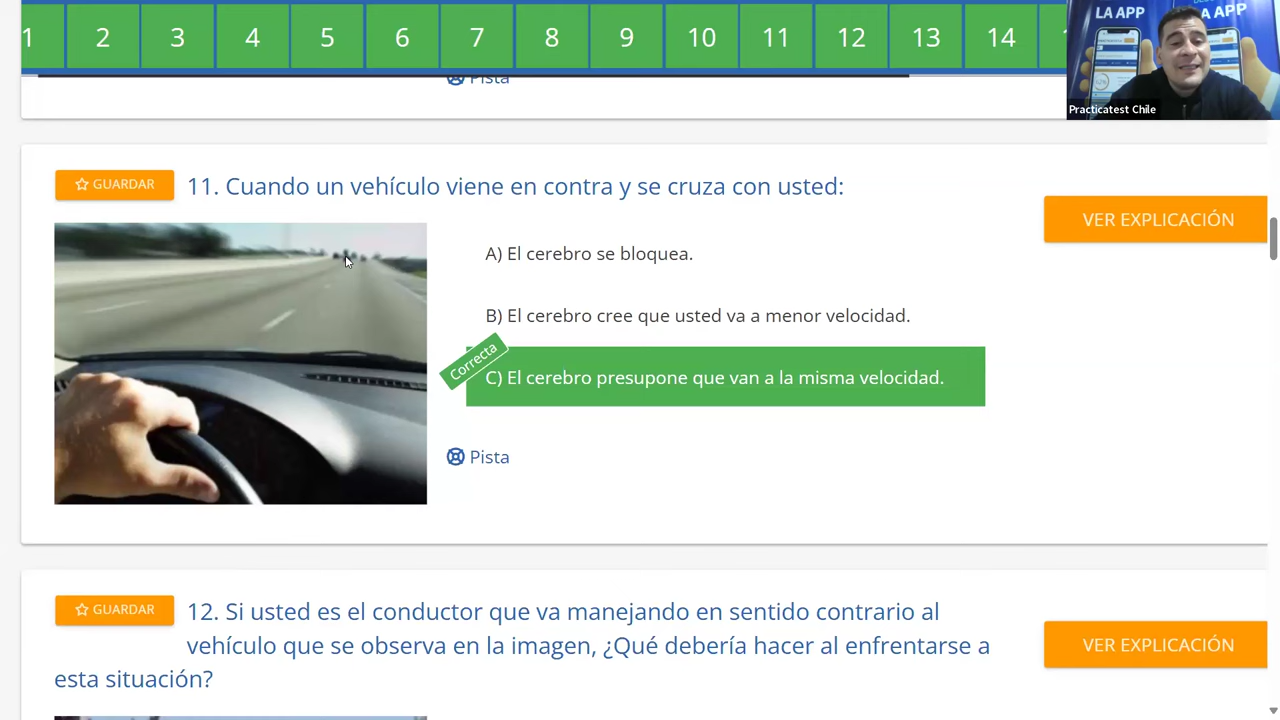 1 2 3 4 5 6 7 8 9 10 11 12 13 14
LA APP
A APP
Practicatest Chile
Pista
GUARDAR
11. Cuando un vehículo viene en contra y se cruza con usted:
VER EXPLICACIÓN
A) El cerebro se bloquea.
B) El cerebro cree que usted va a menor velocidad.
Correcta
C) El cerebro presupone que van a la misma velocidad.
Pista
GUARDAR
12. Si usted es el conductor que va manejando en sentido contrario al
vehículo que se observa en la imagen, ¿Qué debería hacer al enfrentarse a
esta situación?
VER EXPLICACIÓN